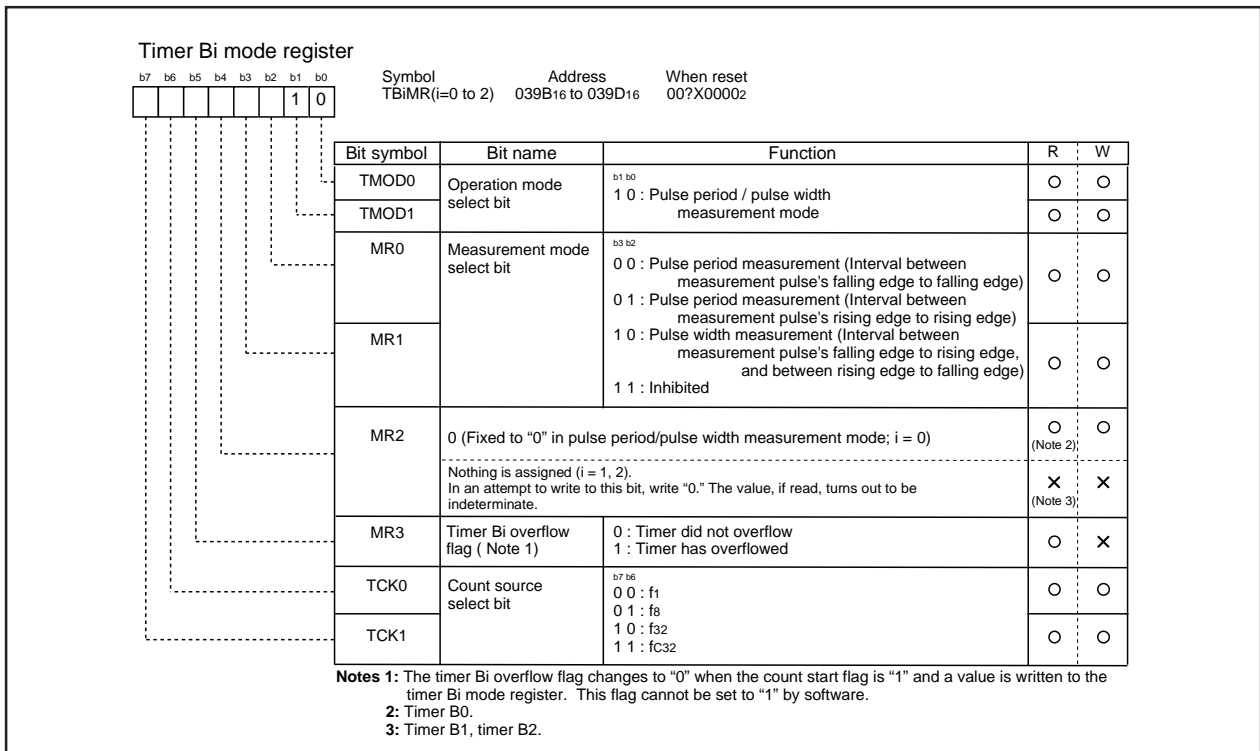 Timer Bi mode register
b7 b6 b5 b4 b3 b2 b1 b0
1 0
Symbol Address When reset
TBiMR(i=0 to 2) 039B16 to 039D16 00?X00002
Bit symbol Bit name Function R W
TMOD0 Operation mode select bit
b1 b0
1 0 : Pulse period / pulse width
measurement mode
TMOD1
MR0 Measurement mode select bit
b3 b2
0 0 : Pulse period measurement (Interval between
measurement pulse's falling edge to falling edge)
0 1 : Pulse period measurement (Interval between
measurement pulse's rising edge to rising edge)
MR1
1 0 : Pulse width measurement (Interval between
measurement pulse's falling edge to rising edge,
and between rising edge to falling edge)
1 1 : Inhibited
MR2
0 (Fixed to “0” in pulse period/pulse width measurement mode; i = 0)
(Note 2)
Nothing is assigned (i = 1, 2).
In an attempt to write to this bit, write “0.” The value, if read, turns out to be
indeterminate.
(Note 3)
MR3 Timer Bi overflow flag ( Note 1)
0 : Timer did not overflow
1 : Timer has overflowed
TCK0 Count source select bit
b7 b6
0 0 : f1
0 1 : f8
TCK1
1 0 : f32
1 1 : fC32
Notes 1: The timer Bi overflow flag changes to “0” when the count start flag is “1” and a value is written to the
timer Bi mode register. This flag cannot be set to “1” by software.
2: Timer B0.
3: Timer B1, timer B2.